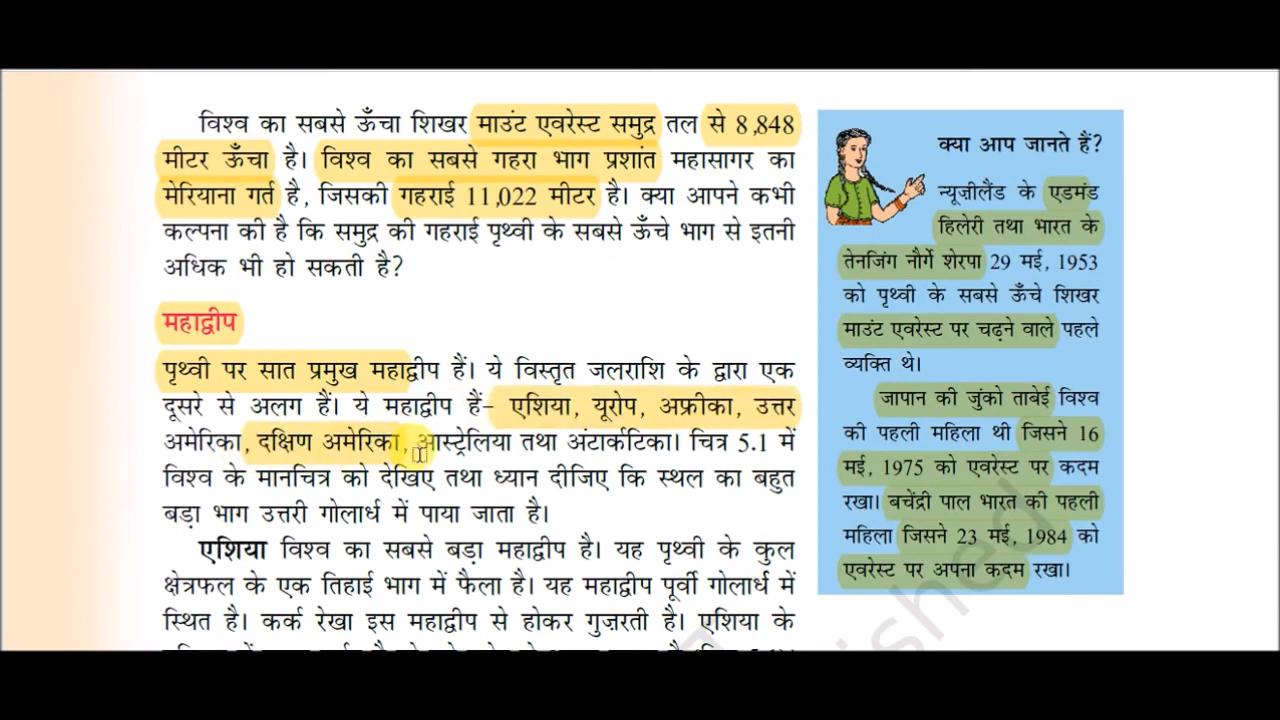 विश्व का सबसे ऊँचा शिखर माउंट एवरेस्ट समुद्र तल से 8,848
मीटर ऊँचा है। विश्व का सबसे गहरा भाग प्रशांत महासागर का
मेरियाना गर्त है, जिसकी गहराई 11,022 मीटर है। क्या आपने कभी
कल्पना की है कि समुद्र की गहराई पृथ्वी के सबसे ऊँचे भाग से इतनी
अधिक भी हो सकती है?
महाद्वीप
पृथ्वी पर सात प्रमुख महाद्वीप हैं। ये विस्तृत जलराशि के द्वारा एक
दूसरे से अलग हैं। ये महाद्वीप हैं- एशिया, यूरोप, अफ्रीका, उत्तर
अमेरिका, दक्षिण अमेरिका, आस्ट्रेलिया तथा अंटार्कटिका। चित्र 5.1 में
विश्व के मानचित्र को देखिए तथा ध्यान दीजिए कि स्थल का बहुत
बड़ा भाग उत्तरी गोलार्ध में पाया जाता है।
एशिया विश्व का सबसे बड़ा महाद्वीप है। यह पृथ्वी के कुल
क्षेत्रफल के एक तिहाई भाग में फैला है। यह महाद्वीप पूर्वी गोलार्ध में
स्थित है। कर्क रेखा इस महाद्वीप से होकर गुज़रती है। एशिया के
क्या आप जानते हैं?
न्यूज़ीलैंड के एडमंड
हिलेरी तथा भारत के
तेनजिंग नौर्गे शेरपा 29 मई, 1953
को पृथ्वी के सबसे ऊँचे शिखर
माउंट एवरेस्ट पर चढ़ने वाले पहले
व्यक्ति थे।
जापान की जुंको ताबेई विश्व
की पहली महिला थी जिसने 16
मई, 1975 को एवरेस्ट पर कदम
रखा। बचेंद्री पाल भारत की पहली
महिला जिसने 23 मई, 1984 को
एवरेस्ट पर अपना कदम रखा।